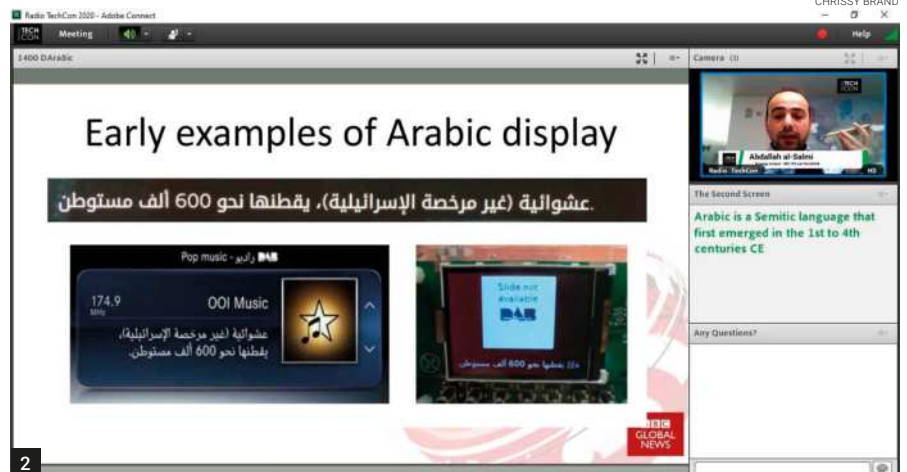 CHRISSY BRAND
Radio TechCon 2020 - Adobe Connect
TECH CON Meeting Help
1400 DArabic
Camera (1)
Early examples of Arabic display
عشوائية (غير مرخصة الإسرائيلية)، يقطنها نحو 600 ألف مستوطن.
Pop music - راديو DAB
174.9
MHz
OOI Music
عشوائية (غير مرخصة الإسرائيلية)،
يقطنها نحو 600 ألف مستوطن.
Slide not
available
DAB
يقطنها نحو 600 ألف مستوطن
BBC
GLOBAL
NEWS
TECH
CON
Abdallah al-Salmi
Radio TechCon
HD
The Second Screen
Arabic is a Semitic language that
first emerged in the 1st to 4th
centuries CE
Any Questions?
2